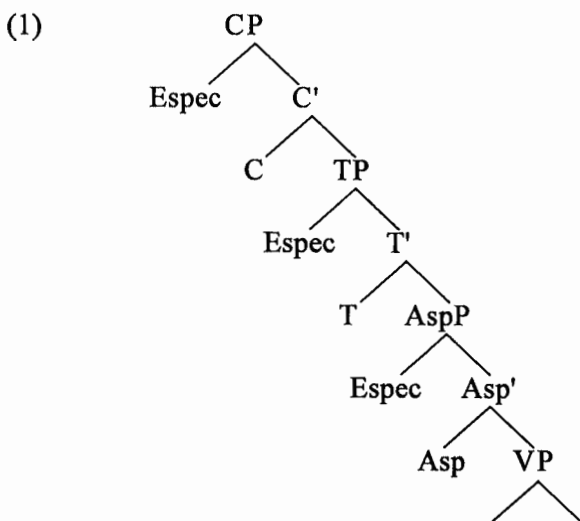 (1) CP
Espec C'
C TP
Espec T'
T AspP
Espec Asp'
Asp VP